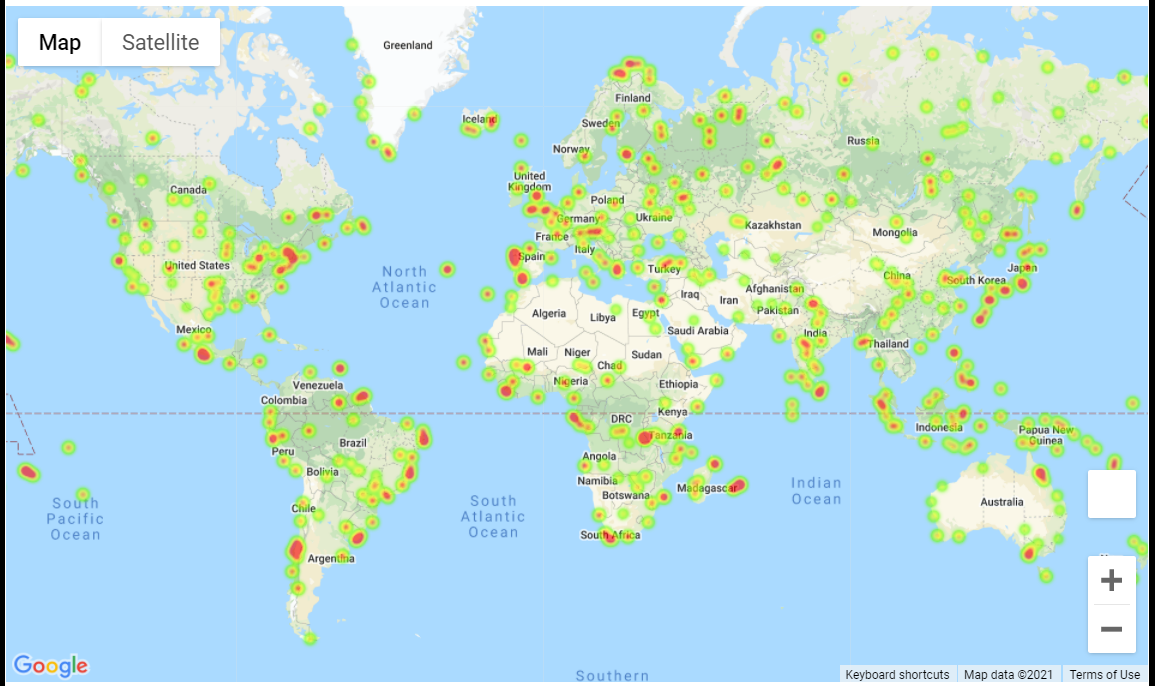 Map
Satellite
Greenland
Iceland
Finland
Sweden
Norway
Russia
United
Kingdom
Canada
Poland
Germany
Ukraine
Kazakhstan
Mongolia
France
Italy
Spain
United States
North
Atlantic
Ocean
Turkey
China
Japan
South Korea
Afghanistan
Iraq
Iran
Pakistan
Algeria
Libya
Egypt
Saudi Arabia
India
Thailand
Mexico
Mali
Niger
Chad
Sudan
Nigeria
Ethiopia
Venezuela
Colombia
DRC
Kenya
Tanzania
Indonesia
Papua New
Guinea
Brazil
Peru
Bolivia
Angola
Namibia
Botswana
Madagascar
Indian
Ocean
Australia
South
Pacific
Ocean
South
Atlantic
Ocean
Chile
South Africa
Argentina
Southern
Google
Keyboard shortcuts
Map data ©2021
Terms of Use